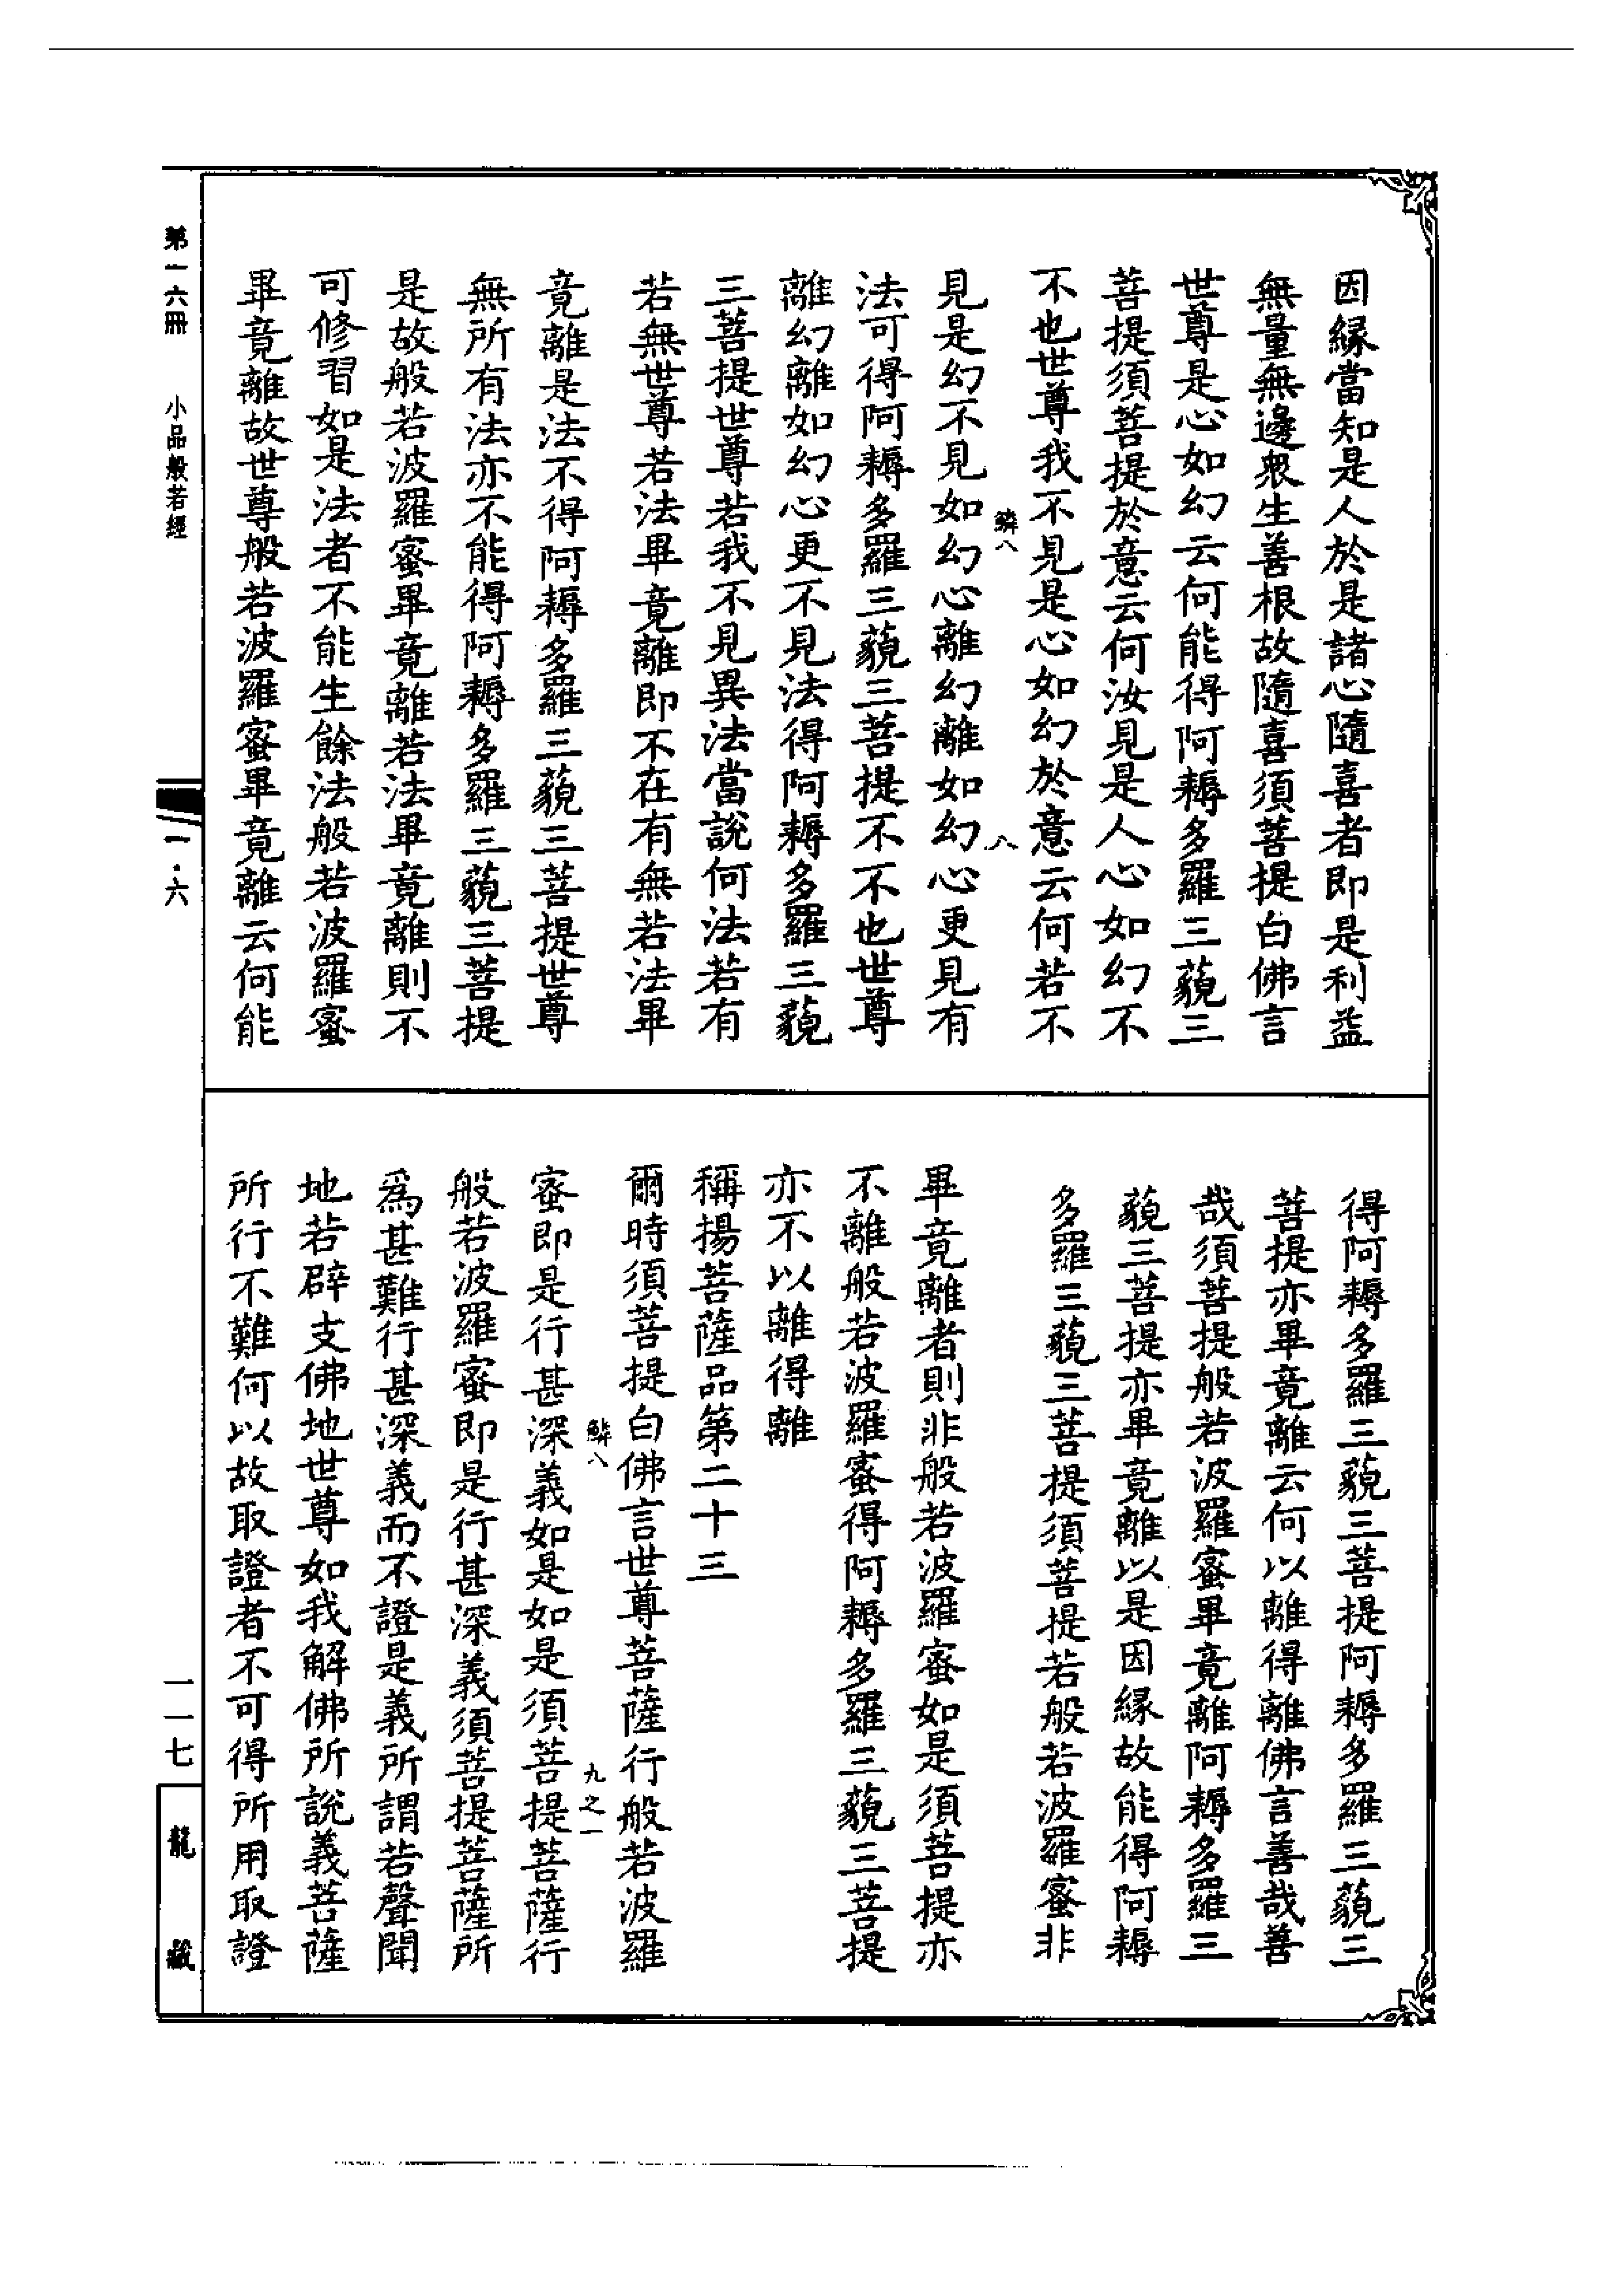 因緣當知是人於是諸心隨喜者即是利益
無量無邊衆生善根故隨喜須菩提白佛言
世尊是心如幻云何能得阿耨多羅三藐三
菩提須菩提於意云何汝見是人心如幻不
不也世尊我不見是心如幻於意云何若不
鱗八
八
見是幻不見如幻心離幻離如幻心更見有
法可得阿耨多羅三藐三菩提不不也世尊
離幻離如幻心更不見法得阿耨多羅三藐
三菩提世尊若我不見異法當說何法若有
若無世尊若法畢竟離即不在有無若法畢
竟離是法不得阿耨多羅三藐三菩提世尊
無所有法亦不能得阿耨多羅三藐三菩提
是故般若波羅蜜畢竟離若法畢竟離則不
可修習如是法者不能生餘法般若波羅蜜
畢竟離故世尊般若波羅蜜畢竟離云何能
得阿耨多羅三藐三菩提阿耨多羅三藐三
菩提亦畢竟離云何以離得離佛言善哉善
哉須菩提般若波羅蜜畢竟離阿耨多羅三
藐三菩提亦畢竟離以是因緣故能得阿耨
多羅三藐三菩提須菩提若般若波羅蜜非
畢竟離者則非般若波羅蜜如是須菩提亦
不離般若波羅蜜得阿耨多羅三藐三菩提
亦不以離得離
稱揚菩薩品第二十三
爾時須菩提白佛言世尊菩薩行般若波羅
鱗八
九之一
蜜即是行甚深義如是如是須菩提菩薩行
般若波羅蜜即是行甚深義須菩提菩薩所
爲甚難行甚深義而不證是義所謂若聲聞
地若辟支佛地世尊如我解佛所說義菩薩
所行不難何以故取證者不可得所用取證
第一六冊
小品般若經
一·六
一一七
龍藏